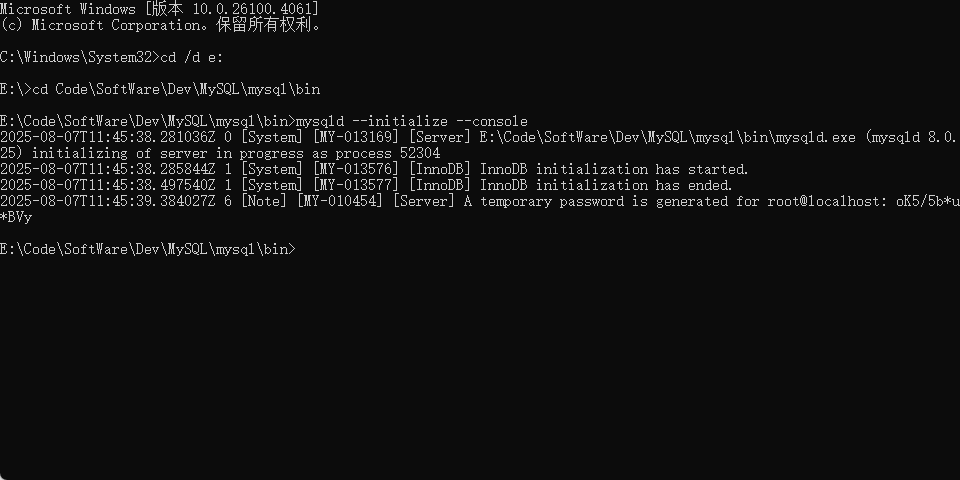 Microsoft Windows [版本 10.0.26100.4061]
(c) Microsoft Corporation。保留所有权利。
C:\Windows\System32>cd /d e:
E:\>cd Code\SoftWare\Dev\MySQL\mysql\bin
E:\Code\SoftWare\Dev\MySQL\mysql\bin>mysqld --initialize --console
2025-08-07T11:45:38.281036Z 0 [System] [MY-013169] [Server] E:\Code\SoftWare\Dev\MySQL\mysql\bin\mysqld.exe (mysqld 8.0.
25) initializing of server in progress as process 52304
2025-08-07T11:45:38.285844Z 1 [System] [MY-013576] [InnoDB] InnoDB initialization has started.
2025-08-07T11:45:38.497540Z 1 [System] [MY-013577] [InnoDB] InnoDB initialization has ended.
2025-08-07T11:45:39.384027Z 6 [Note] [MY-010454] [Server] A temporary password is generated for root@localhost: oK5/5b*u
*BVy
E:\Code\SoftWare\Dev\MySQL\mysql\bin>